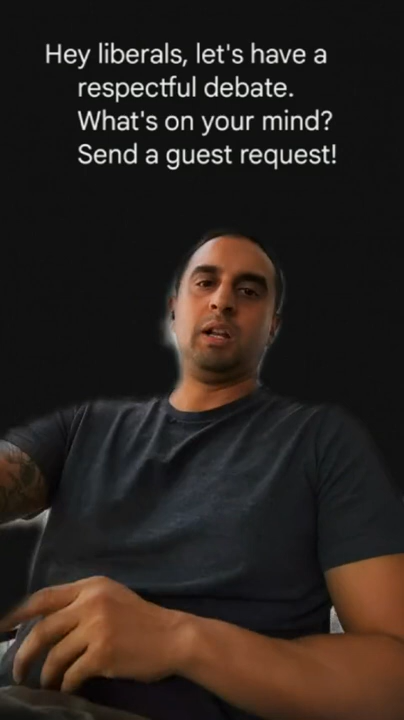 Hey liberals, let's have a
respectful debate.
What's on your mind?
Send a guest request!